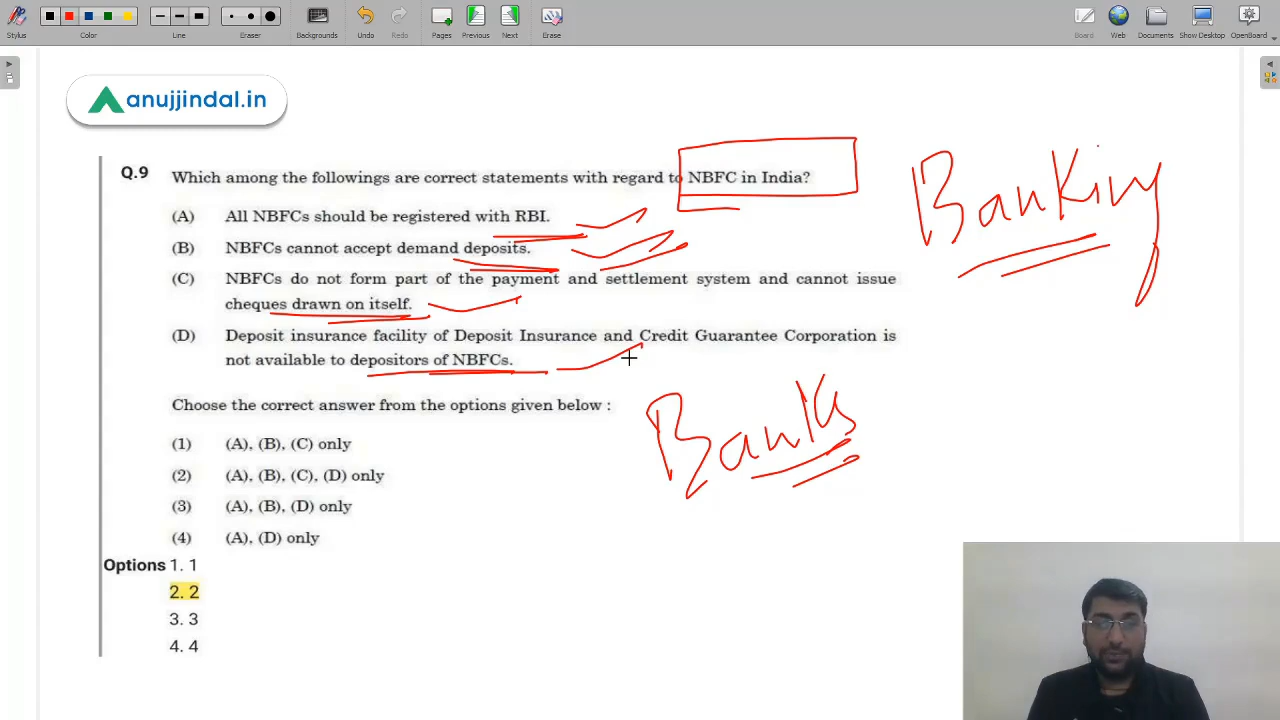 Stylus
Color
Line
Eraser
Backgrounds
Undo
Redo
Pages
Previous
Next
Erase
Board
Web
Documents
Show Desktop
OpenBoard
anujjindal.in
Q.9 Which among the followings are correct statements with regard to NBFC in India?
(A) All NBFCs should be registered with RBI.
(B) NBFCs cannot accept demand deposits.
(C) NBFCs do not form part of the payment and settlement system and cannot issue
cheques drawn on itself.
(D) Deposit insurance facility of Deposit Insurance and Credit Guarantee Corporation is
not available to depositors of NBFCs.
Choose the correct answer from the options given below :
(1) (A), (B), (C) only
(2) (A), (B), (C), (D) only
(3) (A), (B), (D) only
(4) (A), (D) only
Options 1. 1
2. 2
3. 3
4. 4
Banking
Banks